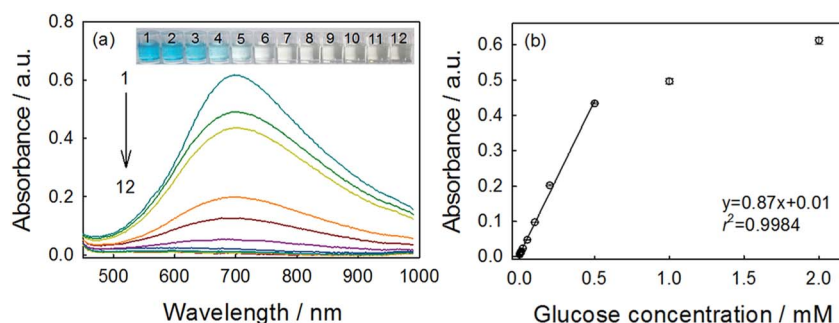 (a)
1 2 3 4 5 6 7 8 9 10 11 12
1
12
0.8
0.6
0.4
0.2
0.0
Absorbance / a.u.
500 600 700 800 900 1000
Wavelength / nm
(b)
0.6
0.5
0.4
0.3
0.2
0.1
0.0
Absorbance / a.u.
y=0.87x+0.01
r²=0.9984
0.0 0.5 1.0 1.5 2.0
Glucose concentration / mM